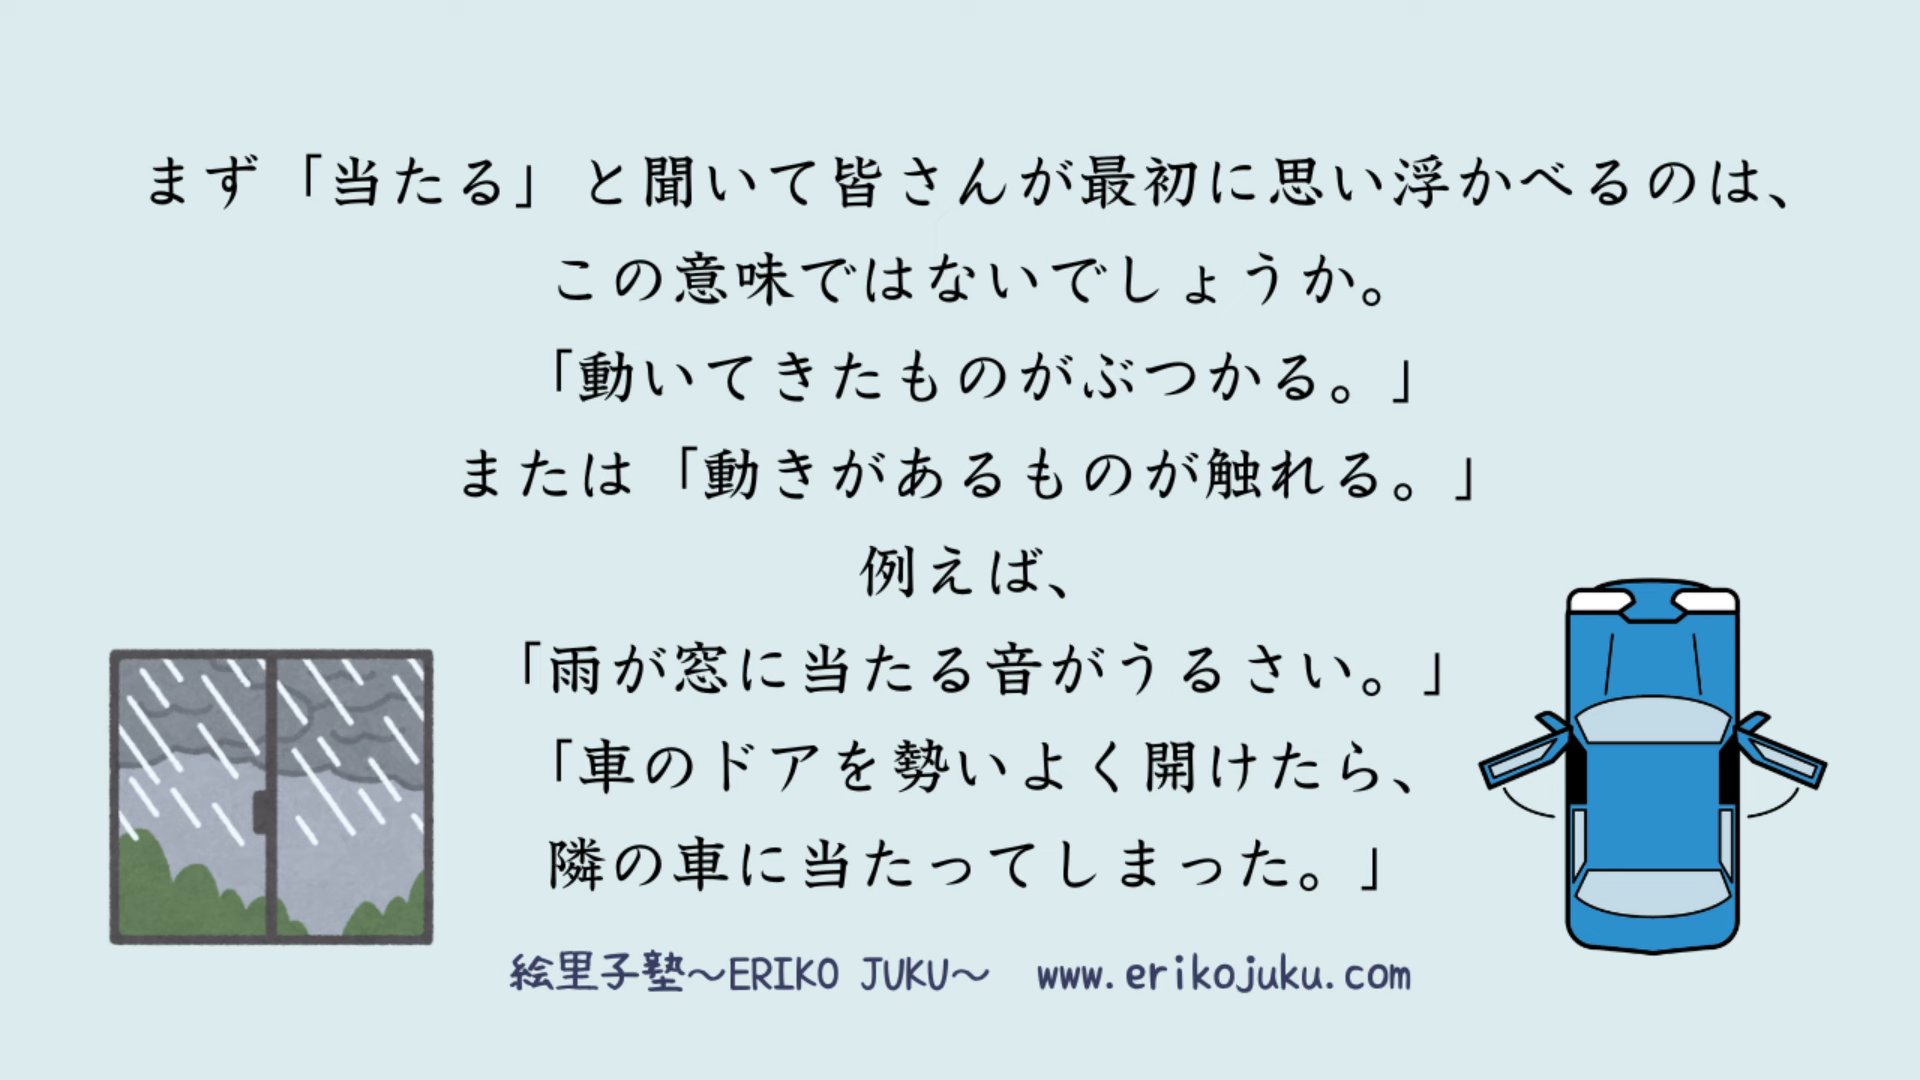 まず「当たる」と聞いて皆さんが最初に思い浮かべるのは、
この意味ではないでしょうか。
「動いてきたものがぶつかる。」
または「動きがあるものが触れる。」
例えば、
「雨が窓に当たる音がうるさい。」
「車のドアを勢いよく開けたら、
隣の車に当たってしまった。」
絵里子塾～ERIKO JUKU～　www.erikojuku.com